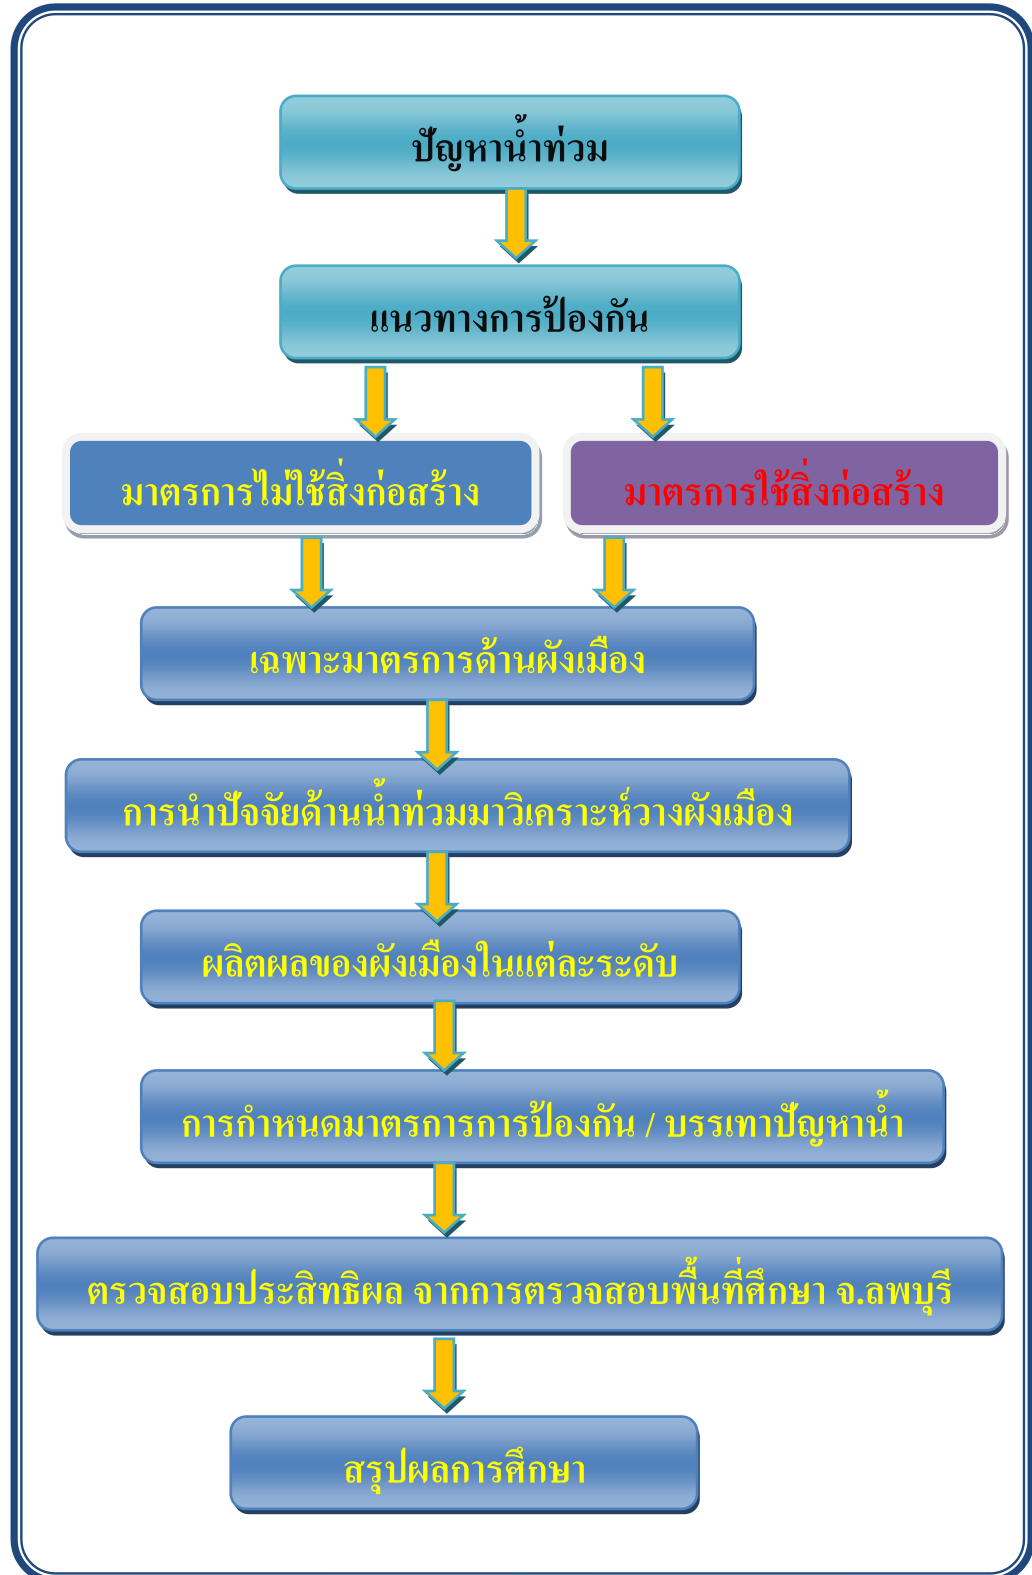 ปัญหาน้ำท่วม
แนวทางการป้องกัน
มาตรการไม่ใช้สิ่งก่อสร้าง
มาตรการใช้สิ่งก่อสร้าง
เฉพาะมาตรการด้านผังเมือง
การนำปัจจัยด้านน้ำท่วมมาวิเคราะห์วางผังเมือง
ผลิตผลของผังเมืองในแต่ละระดับ
การกำหนดมาตรการการป้องกัน / บรรเทาปัญหาน้ำ
ตรวจสอบประสิทธิผล จากการตรวจสอบพื้นที่ศึกษา จ.ลพบุรี
สรุปผลการศึกษา